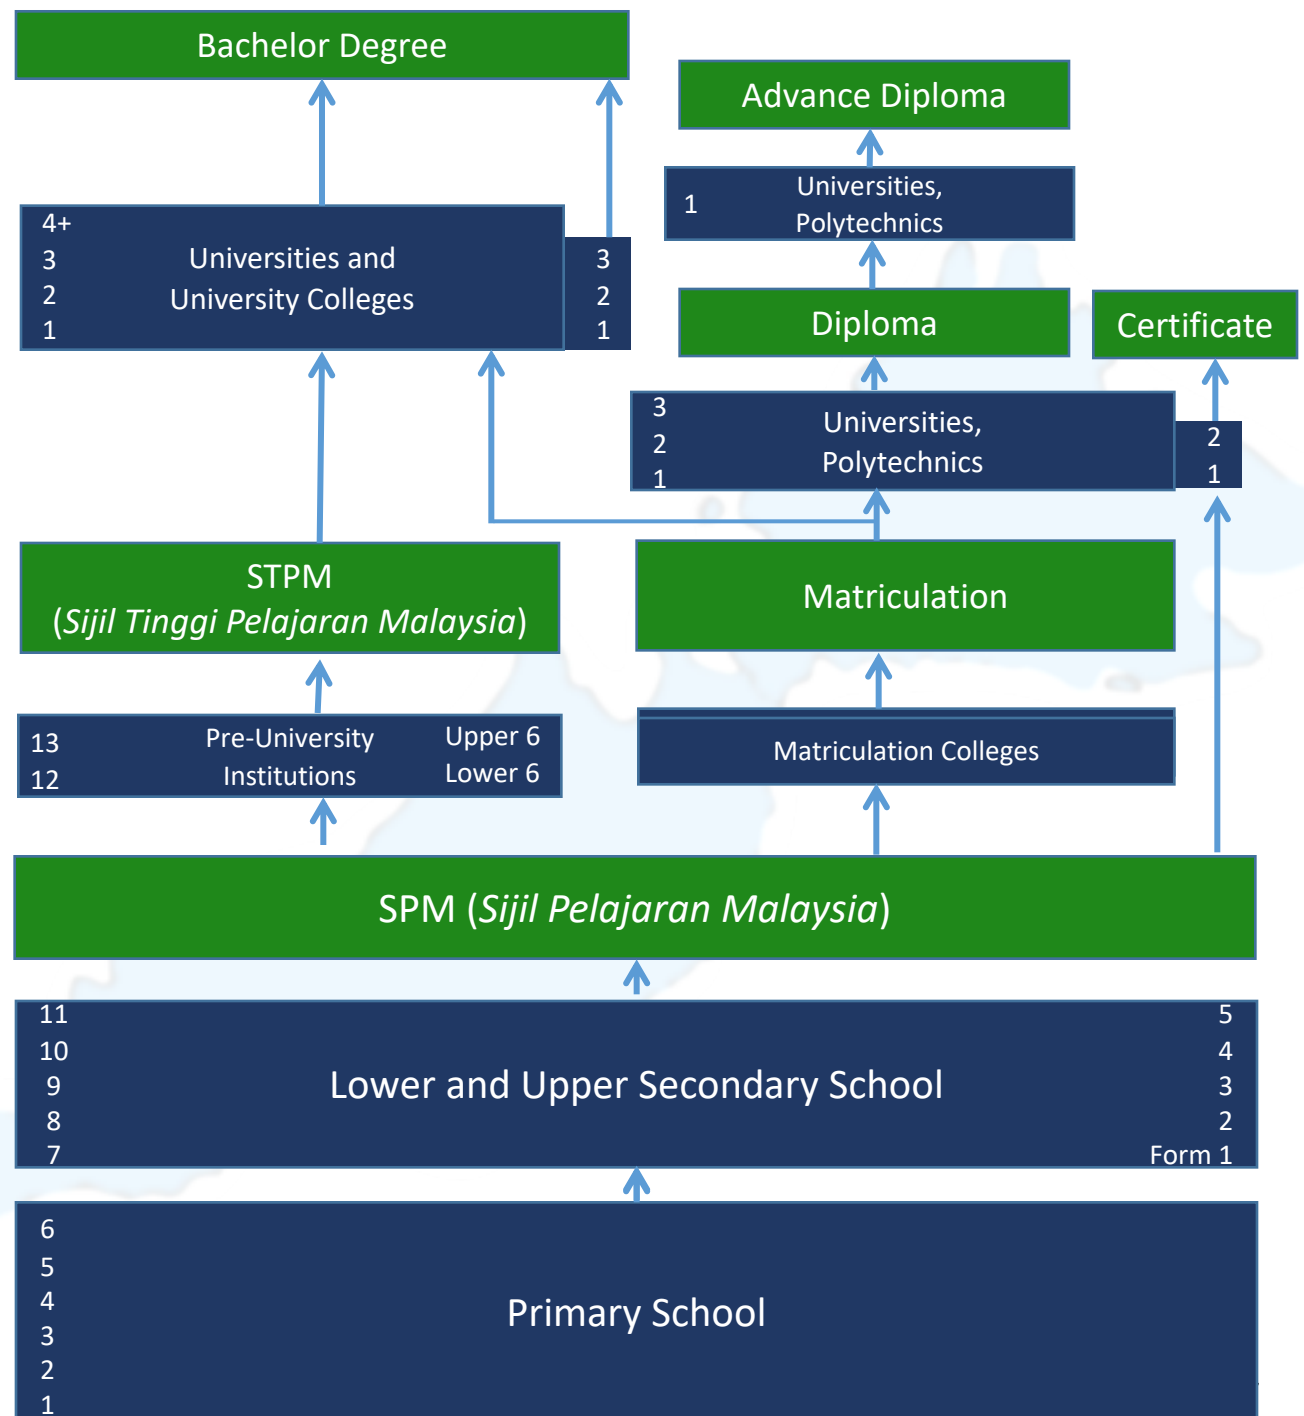 Bachelor Degree
Advance Diploma
1
Universities,
Polytechnics
4+
3
2
1
Universities and
University Colleges
3
2
1
Diploma
Certificate
3
2
1
Universities,
Polytechnics
2
1
STPM
(Sijil Tinggi Pelajaran Malaysia)
Matriculation
13
12
Pre-University
Institutions
Upper 6
Lower 6
Matriculation Colleges
SPM (Sijil Pelajaran Malaysia)
11
10
9
8
7
Lower and Upper Secondary School
5
4
3
2
Form 1
6
5
4
3
2
1
Primary School